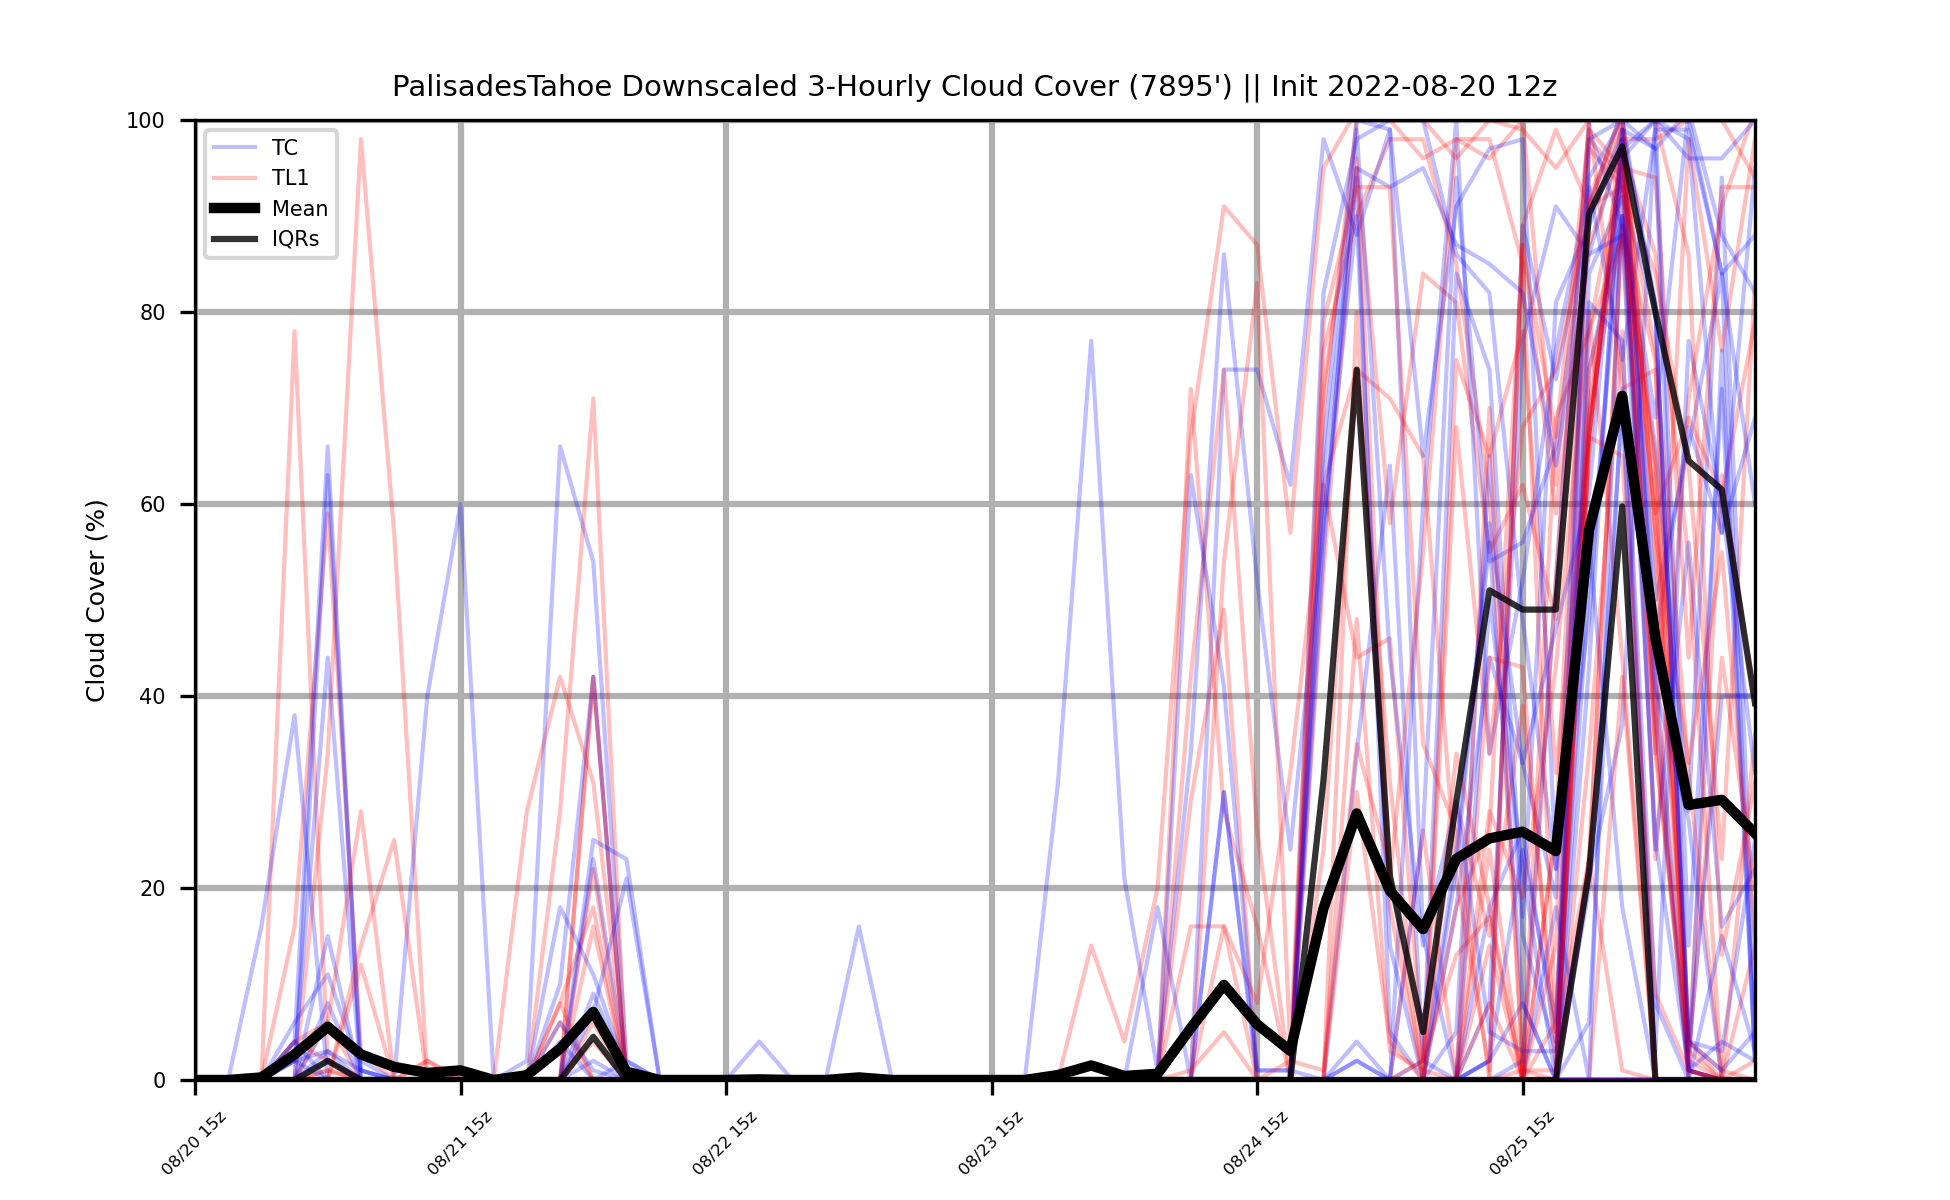 PalisadesTahoe Downscaled 3-Hourly Cloud Cover (7895') || Init 2022-08-20 12z
100
80
60
40
20
0
Cloud Cover (%)
TC
TL1
Mean
IQRs
08/20 15z
08/21 15z
08/22 15z
08/23 15z
08/24 15z
08/25 15z